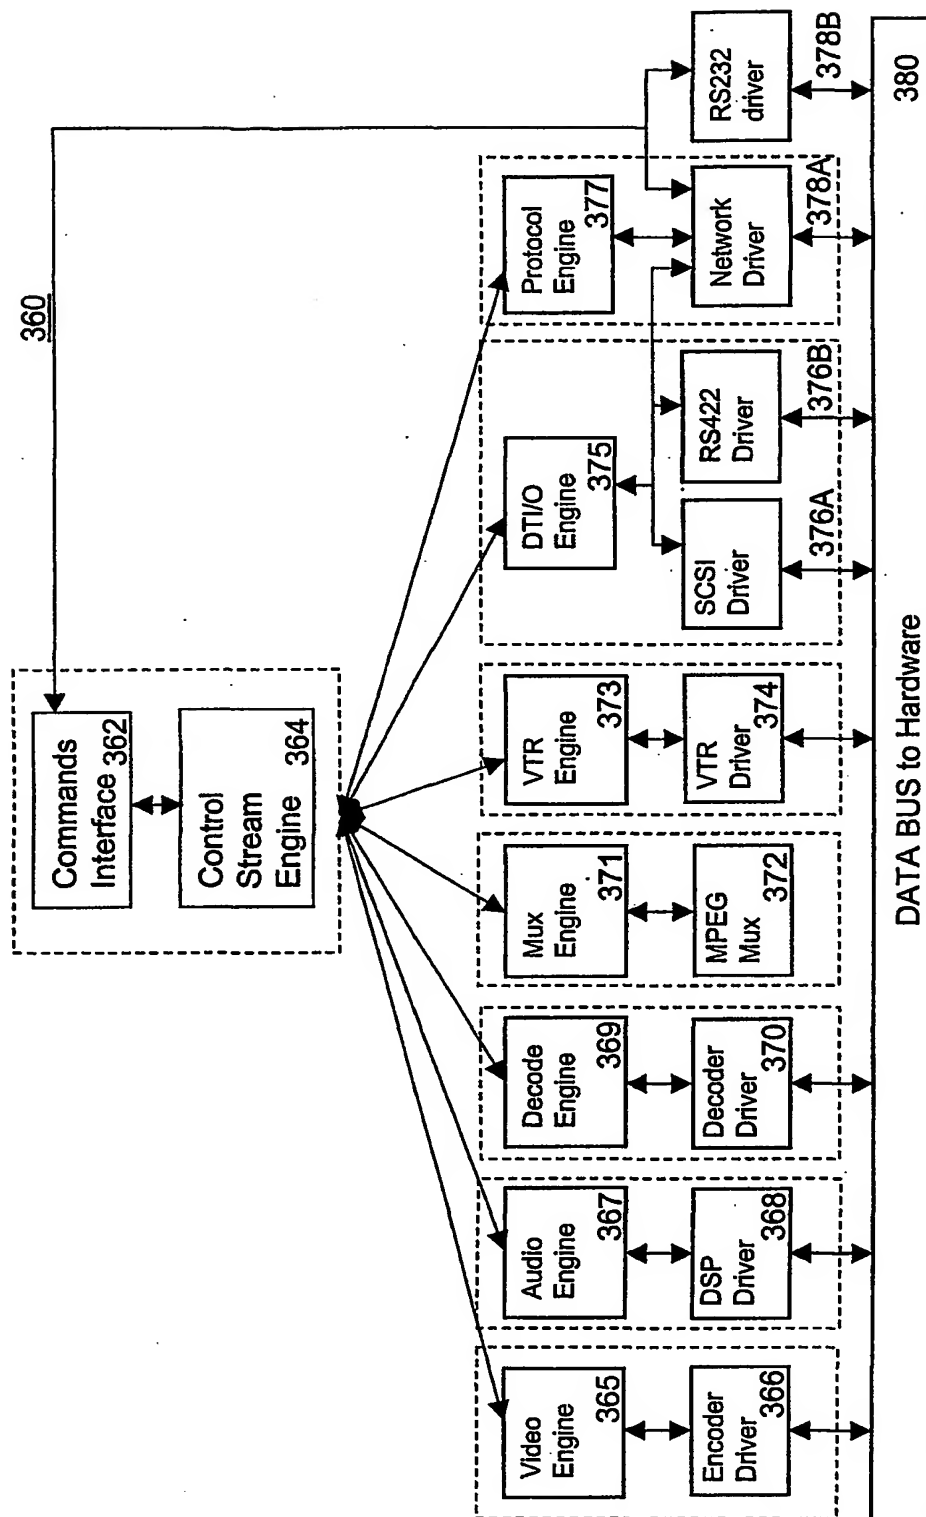 360
Commands
Interface 362
Control
Stream
Engine 364
Video
Engine
365
Audio
Engine
367
Decode
Engine
369
Mux
Engine
371
VTR
Engine
373
DTI/O
Engine
375
Protocol
Engine
377
Encoder
Driver
366
DSP
Driver
368
Decoder
Driver
370
MPEG
Mux
372
VTR
Driver
374
SCSI
Driver
376A
RS422
Driver
376B
Network
Driver
378A
RS232
driver
378B
DATA BUS to Hardware
380